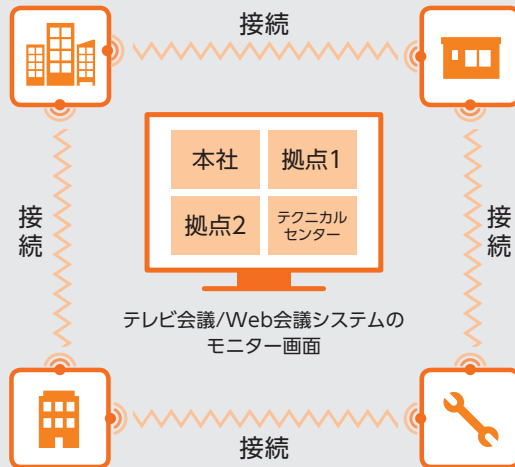 接続
本社
拠点1
拠点2
テクニカル
センター
接続
接続
テレビ会議/Web会議システムの
モニター画面
接続